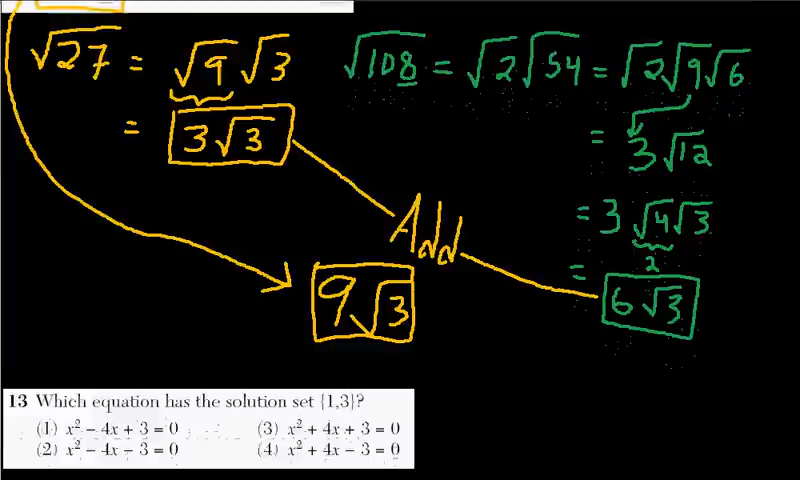 √27 = √9 √3
= 3√3
√108 = √2 √54 = √2 √9 √6
= 3 √12
= 3 √4 √3
2
= 6 √3
Add
9√3
13 Which equation has the solution set {1,3}?
(1) x² − 4x + 3 = 0
(2) x² − 4x − 3 = 0
(3) x² + 4x + 3 = 0
(4) x² + 4x − 3 = 0